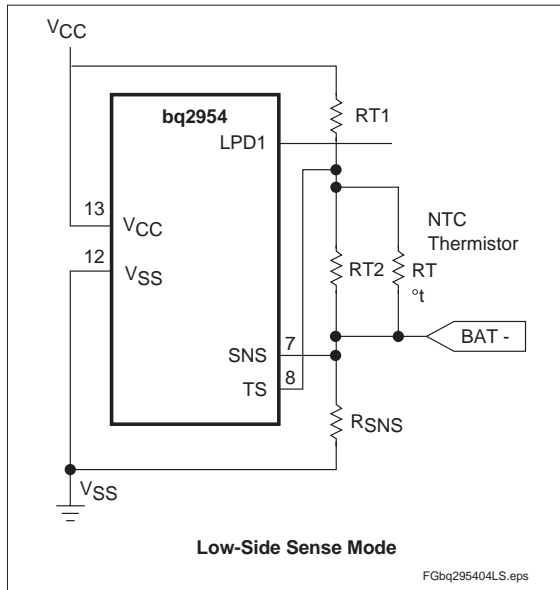 VCC
bq2954
RT1
LPD1
13
VCC
NTC
Thermistor
12
VSS
RT2
RT
°t
SNS
7
BAT -
TS
8
RSNS
VSS
Low-Side Sense Mode
FGbq295404LS.eps